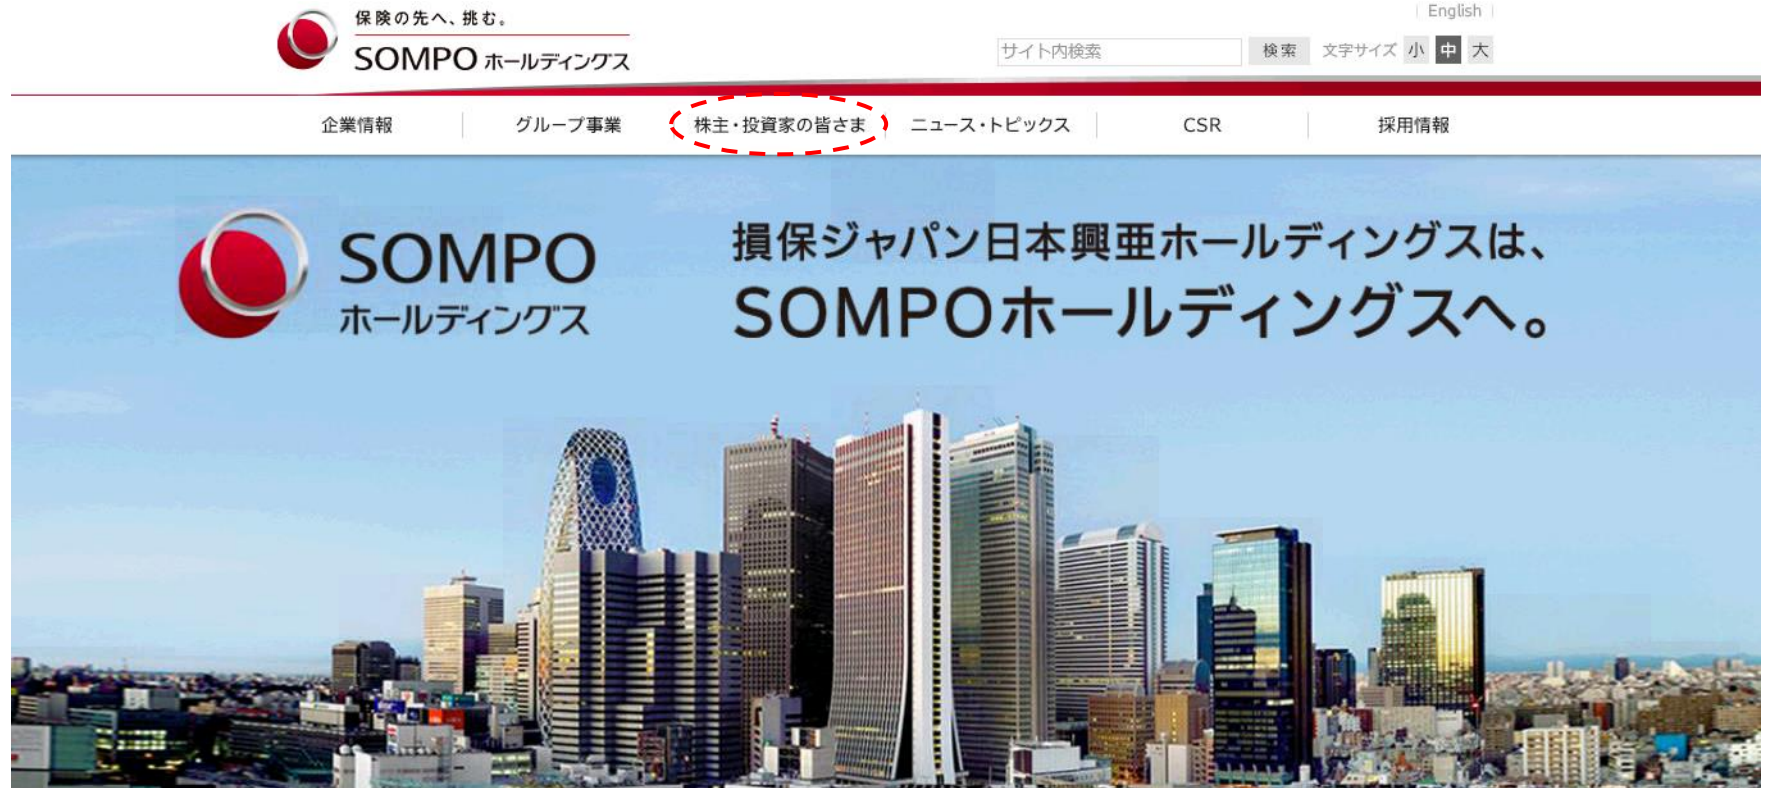 保険の先へ、挑む。
SOMPO ホールディングス
English
サイト内検索 検索 文字サイズ 小 中 大
企業情報 グループ事業 株主・投資家の皆さま ニュース・トピックス CSR 採用情報
SOMPO
ホールディングス
損保ジャパン日本興亜ホールディングスは、
SOMPOホールディングスへ。